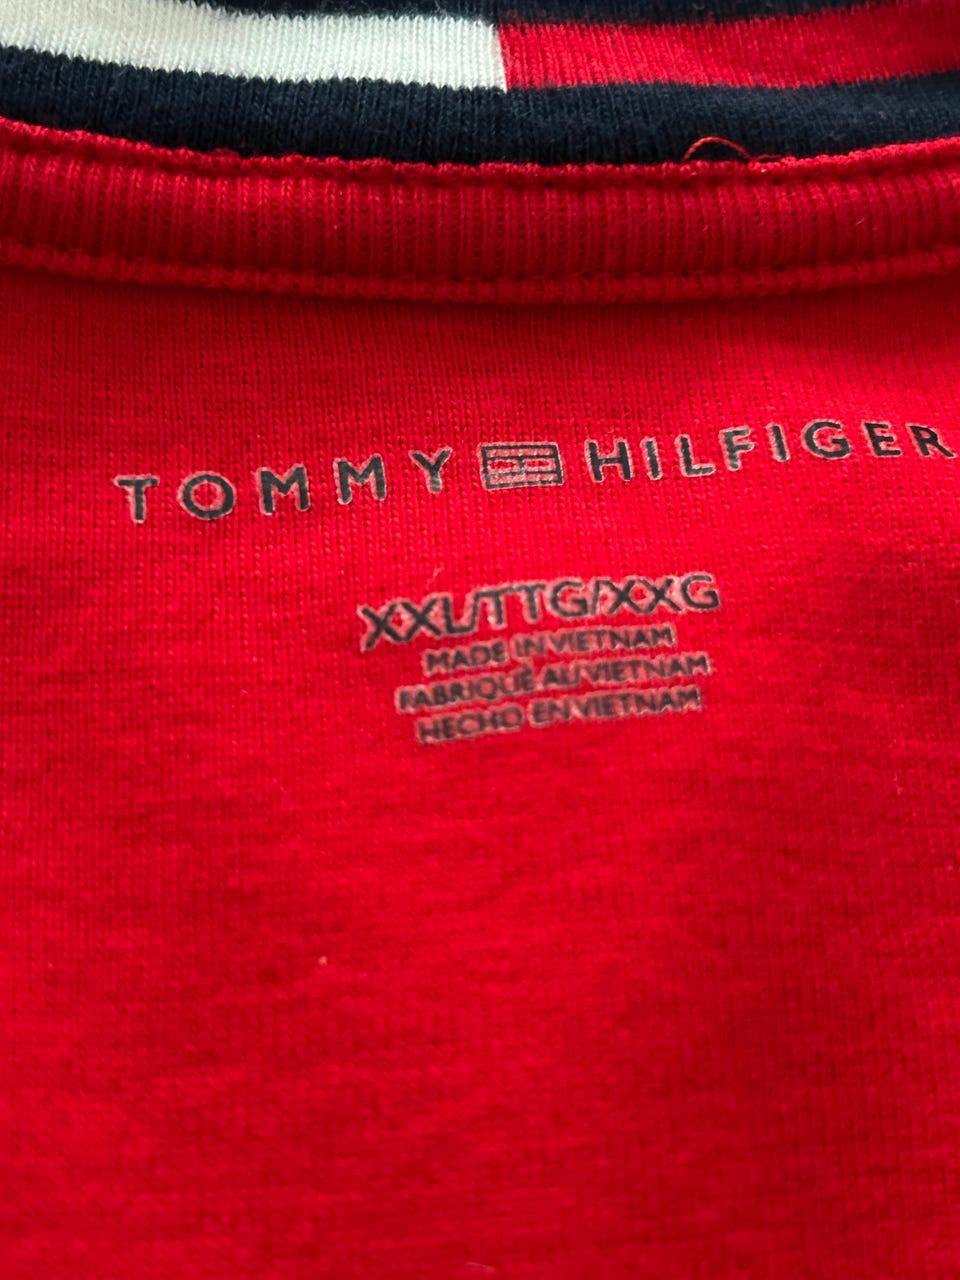 TOMMY HILFIGER
XXL/TTG/XXG
MADE IN VIETNAM
FABRIQUÉ AU VIETNAM
HECHO EN VIETNAM